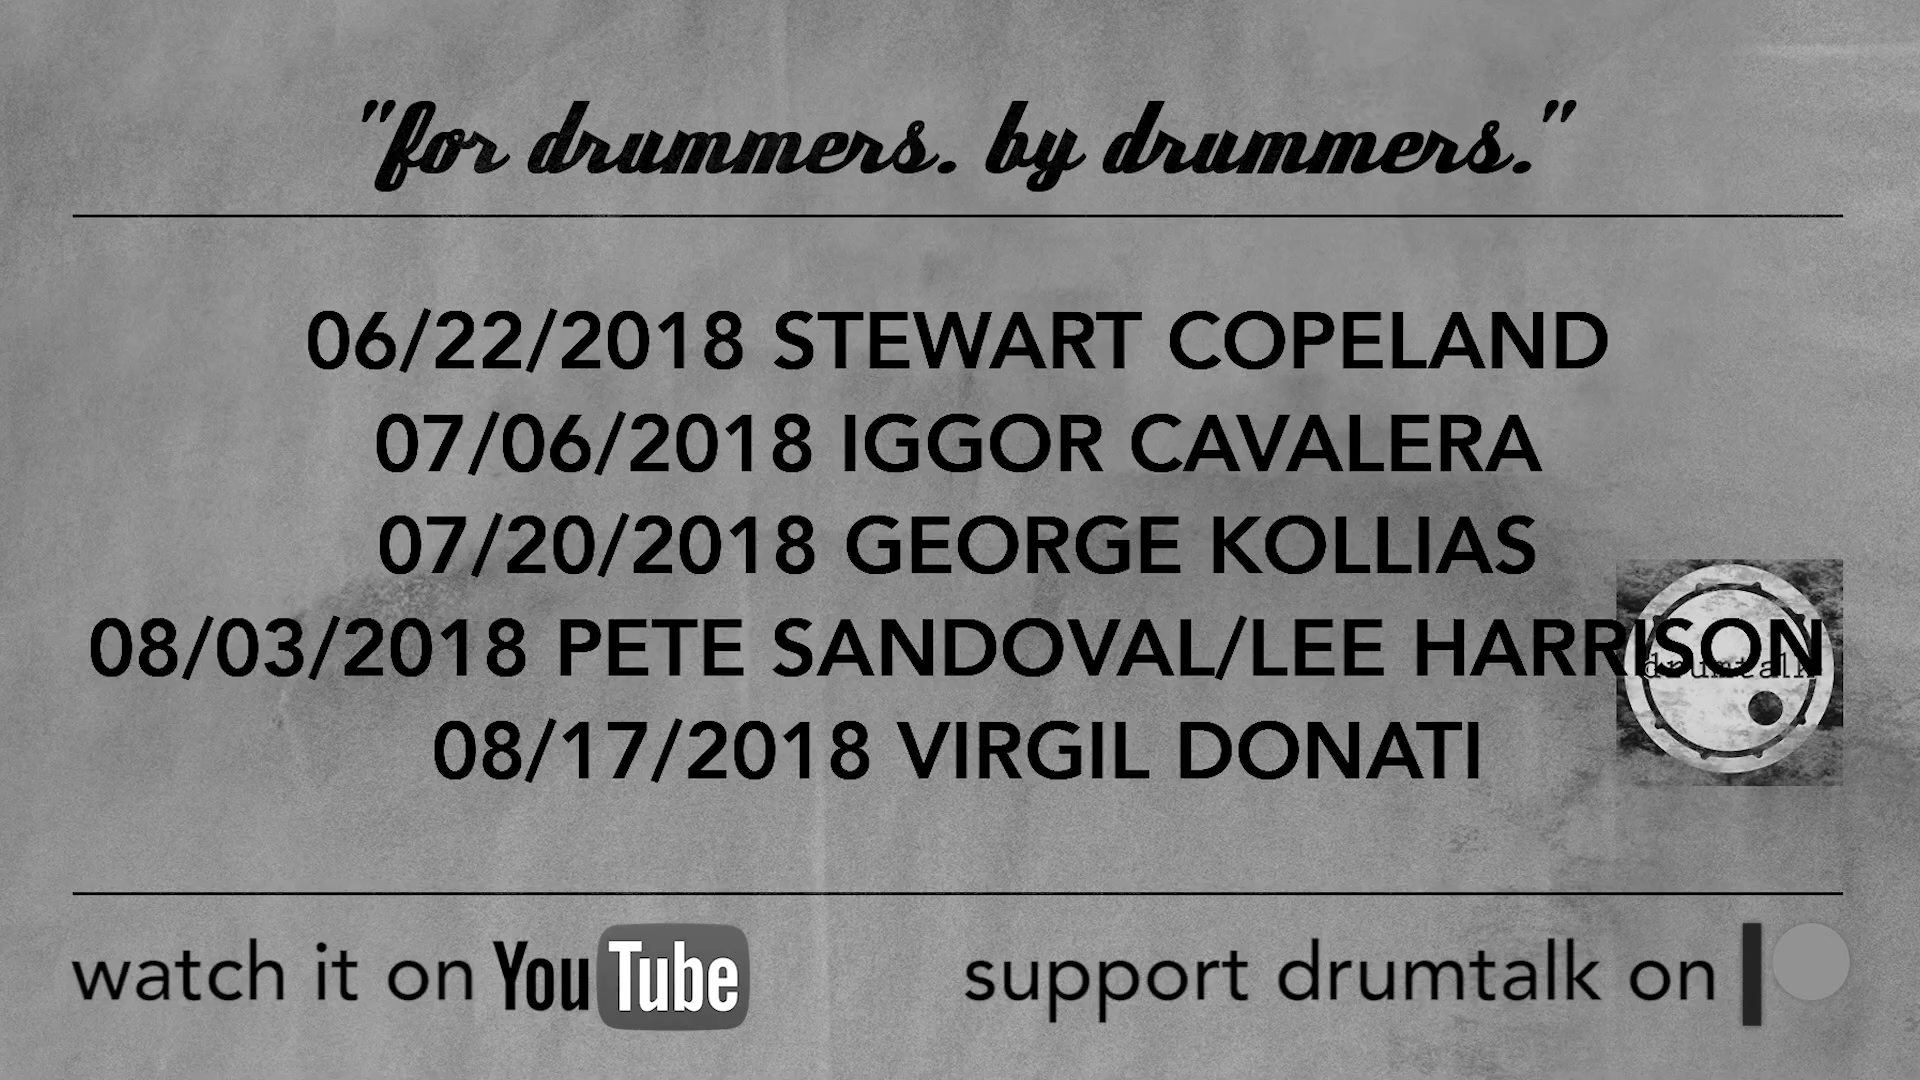 "for drummers. by drummers."
06/22/2018 STEWART COPELAND
07/06/2018 IGGOR CAVALERA
07/20/2018 GEORGE KOLLIAS
08/03/2018 PETE SANDOVAL/LEE HARRISON
drumtalk
08/17/2018 VIRGIL DONATI
watch it on YouTube
support drumtalk on